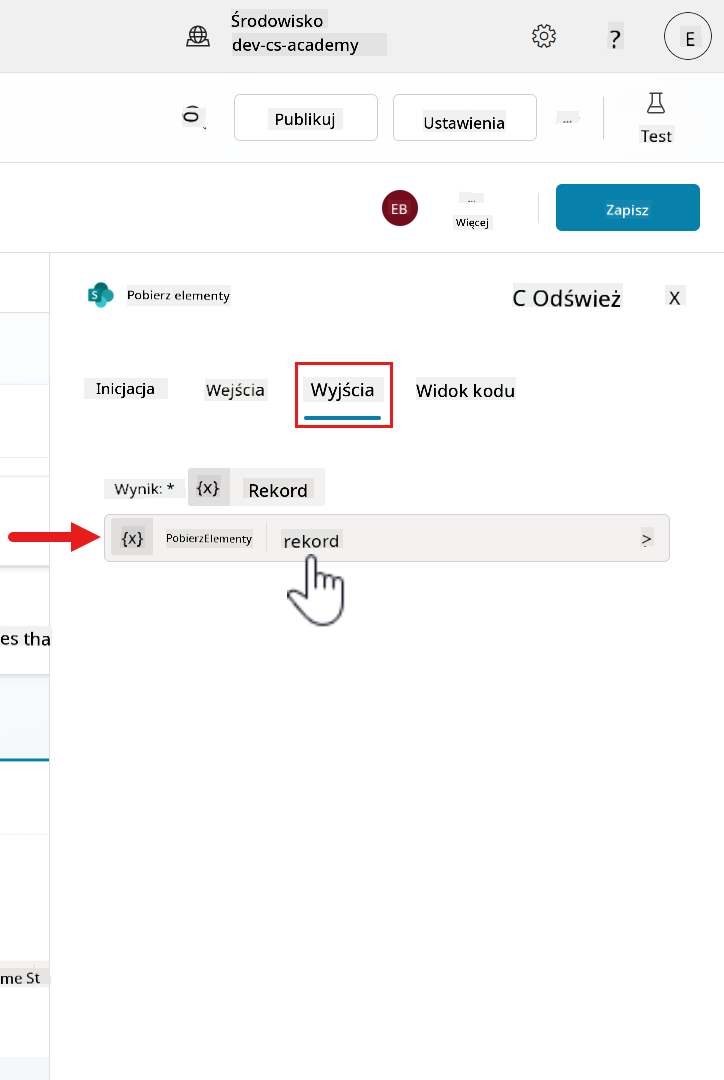 Środowisko
dev-cs-academy
?
E
Publikuj
Ustawienia
...
Test
EB
...
Więcej
Zapisz
S
Pobierz elementy
C Odśwież
X
Inicjacja
Wejścia
Wyjścia
Widok kodu
Wynik: *
{x}
Rekord
{x}
PobierzElementy
rekord
>
es tha
me St